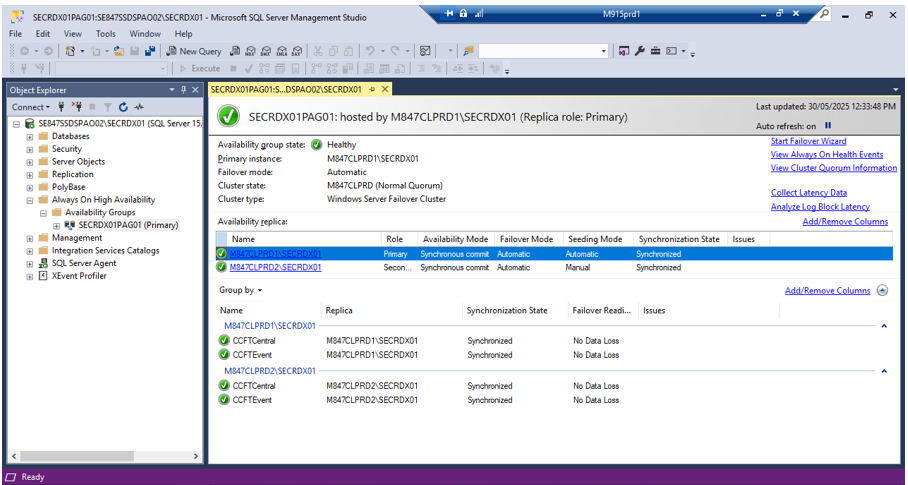 SECRDX01PAG01:SE847SSDSPAO02\SECRDX01 - Microsoft SQL Server Management Studio
M915prd1
File Edit View Tools Window Help
New Query
Execute
Object Explorer
SECRDX01PAG01:S...DSPAO02\SECRDX01
Connect
SE847SSDSPAO02\SECRDX01 (SQL Server 15.
Databases
Security
Server Objects
Replication
PolyBase
Always On High Availability
Availability Groups
SECRDX01PAG01 (Primary)
Management
Integration Services Catalogs
SQL Server Agent
XEvent Profiler
SECRDX01PAG01: hosted by M847CLPRD1\SECRDX01 (Replica role: Primary)
Last updated: 30/05/2025 12:33:48 PM
Auto refresh: on
Availability group state: Healthy
Primary instance: M847CLPRD1\SECRDX01
Failover mode: Automatic
Cluster state: M847CLPRD (Normal Quorum)
Cluster type: Windows Server Failover Cluster
Start Failover Wizard
View Always On Health Events
View Cluster Quorum Information
Collect Latency Data
Analyze Log Block Latency
Availability replica:
Add/Remove Columns
Name Role Availability Mode Failover Mode Seeding Mode Synchronization State Issues
M847CLPRD1\SECRDX01 Primary Synchronous commit Automatic Automatic Synchronized
M847CLPRD2\SECRDX01 Secon... Synchronous commit Automatic Manual Synchronized
Group by
Add/Remove Columns
Name Replica Synchronization State Failover Readi... Issues
M847CLPRD1\SECRDX01
CCFTCentral M847CLPRD1\SECRDX01 Synchronized No Data Loss
CCFTEvent M847CLPRD1\SECRDX01 Synchronized No Data Loss
M847CLPRD2\SECRDX01
CCFTCentral M847CLPRD2\SECRDX01 Synchronized No Data Loss
CCFTEvent M847CLPRD2\SECRDX01 Synchronized No Data Loss
Ready